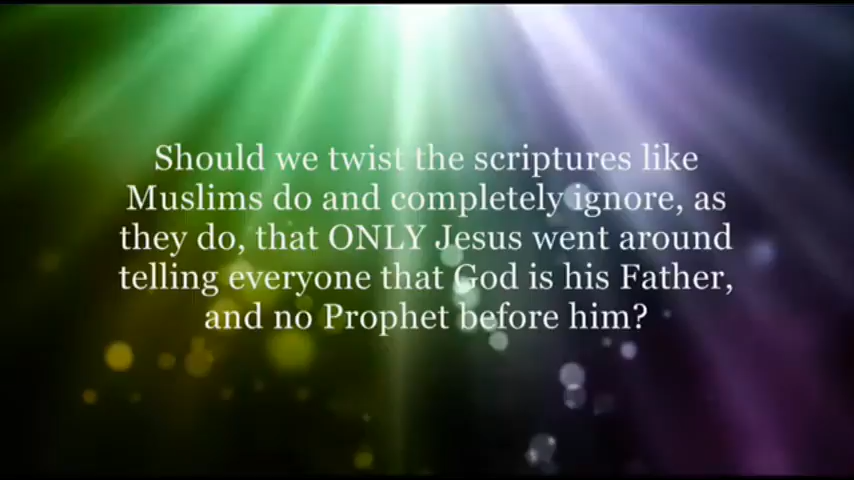 Should we twist the scriptures like
Muslims do and completely ignore, as
they do, that ONLY Jesus went around
telling everyone that God is his Father,
and no Prophet before him?